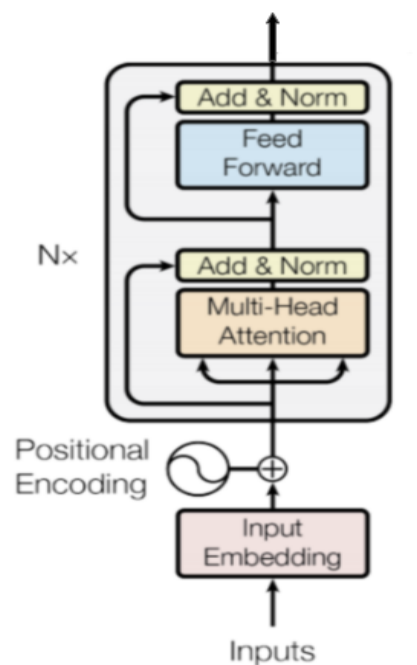 Add & Norm
Feed
Forward
Nx
Add & Norm
Multi-Head
Attention
Positional
Encoding
Input
Embedding
Inputs